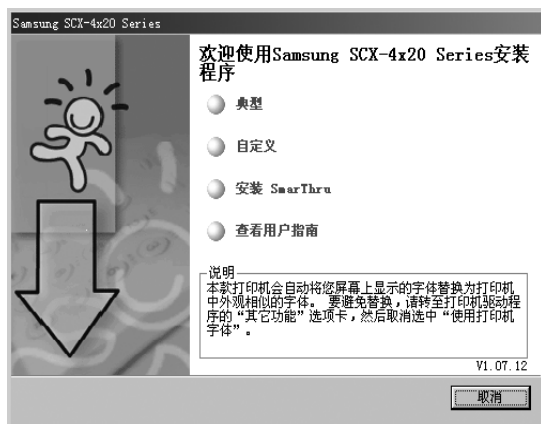 Samsung SCX-4x20 Series
欢迎使用Samsung SCX-4x20 Series安装
程序
典型
自定义
安装 SmarThru
查看用户指南
说明
本款打印机会自动将您屏幕上显示的字体替换为打印机
中外观相似的字体。 要避免替换，请转至打印机驱动程
序的“其它功能”选项卡，然后取消选中“使用打印机
字体”。
V1.07.12
取消